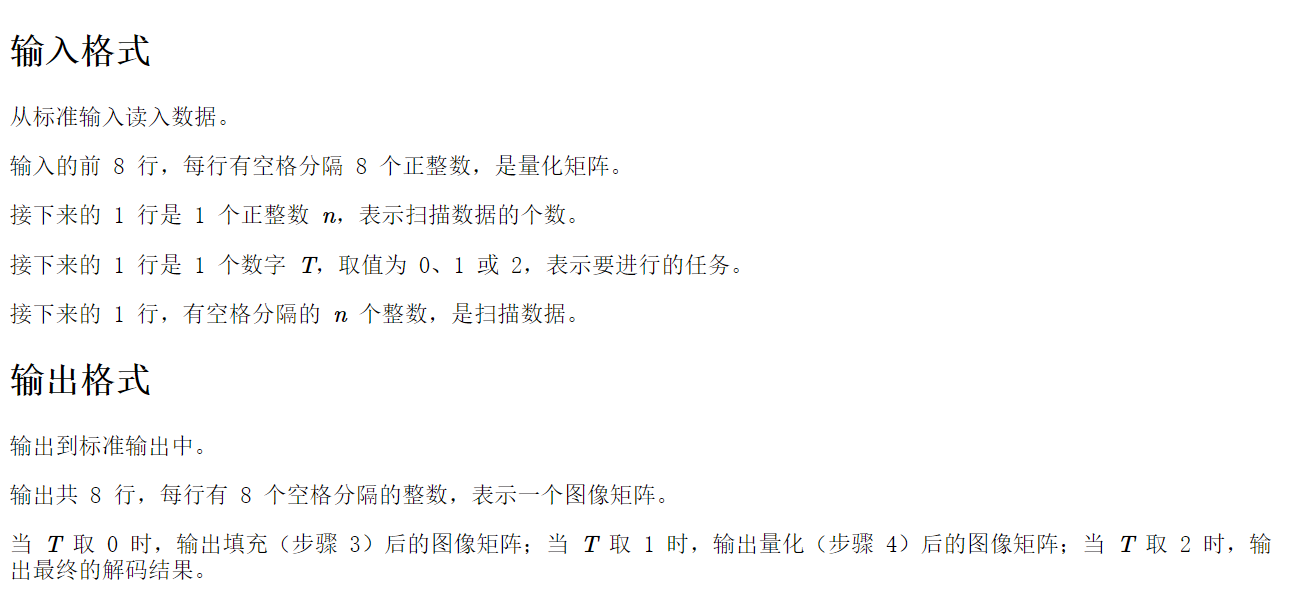 输入格式
从标准输入读入数据。
输入的前 8 行，每行有空格分隔 8 个正整数，是量化矩阵。
接下来的 1 行是 1 个正整数 n，表示扫描数据的个数。
接下来的 1 行是 1 个数字 T，取值为 0、1 或 2，表示要进行的任务。
接下来的 1 行，有空格分隔的 n 个整数，是扫描数据。
输出格式
输出到标准输出中。
输出共 8 行，每行有 8 个空格分隔的整数，表示一个图像矩阵。
当 T 取 0 时，输出填充（步骤 3）后的图像矩阵；当 T 取 1 时，输出量化（步骤 4）后的图像矩阵；当 T 取 2 时，输
出最终的解码结果。